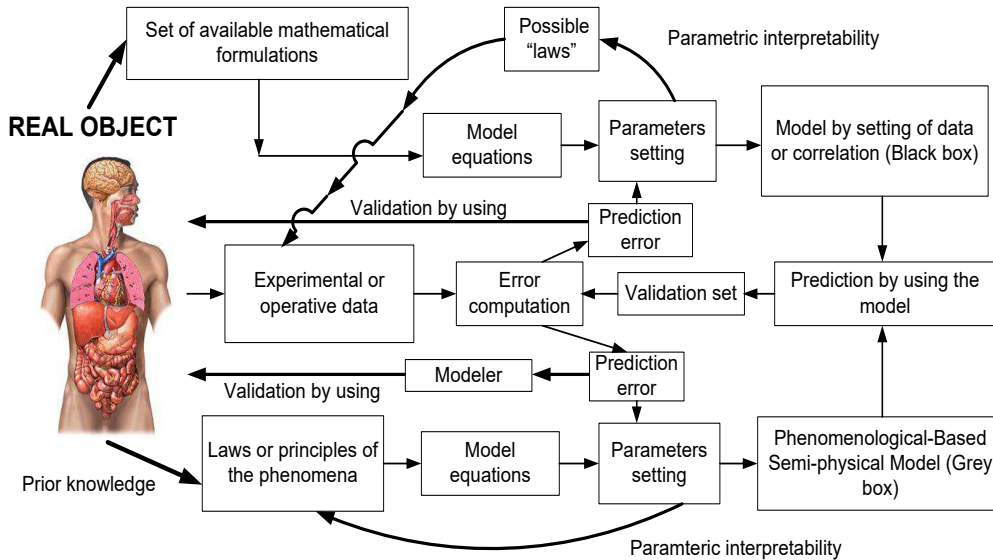 Set of available mathematical
formulations
Possible
“laws”
Parametric interpretability
REAL OBJECT
Model
equations
Parameters
setting
Model by setting of data
or correlation (Black box)
Validation by using
Prediction
error
Experimental or
operative data
Error
computation
Validation set
Prediction by using the
model
Validation by using
Modeler
Prediction
error
Prior knowledge
Laws or principles of
the phenomena
Model
equations
Parameters
setting
Phenomenological-Based
Semi-physical Model (Grey
box)
Paramteric interpretability